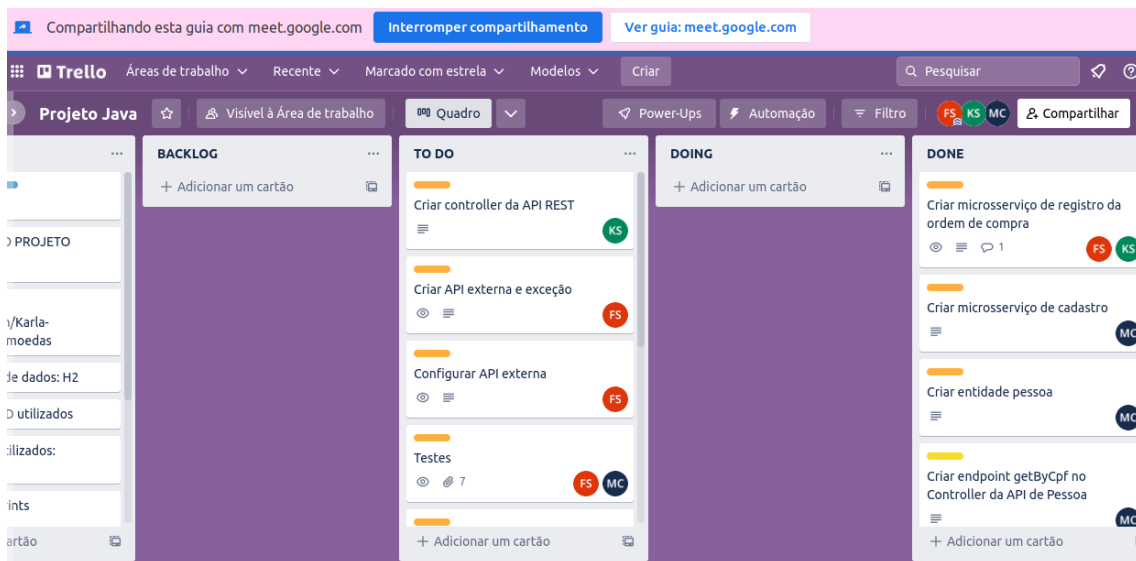 Compartilhando esta guia com meet.google.com Interromper compartilhamento Ver guia: meet.google.com
Trello Áreas de trabalho Recente Marcado com estrela Modelos Criar Pesquisar
Projeto Java Visível à Área de trabalho Quadro Power-Ups Automação Filtro FS KS MC Compartilhar
O PROJETO
/Karla-
moedas
de dados: H2
O utilizados
tilizados:
ints
cartão
BACKLOG
+ Adicionar um cartão
TO DO
Criar controller da API REST
KS
Criar API externa e exceção
FS
Configurar API externa
FS
Testes
7 FS MC
+ Adicionar um cartão
DOING
+ Adicionar um cartão
DONE
Criar microsserviço de registro da
ordem de compra
1 FS KS
Criar microsserviço de cadastro
MC
Criar entidade pessoa
MC
Criar endpoint getByCpf no
Controller da API de Pessoa
MC
+ Adicionar um cartão